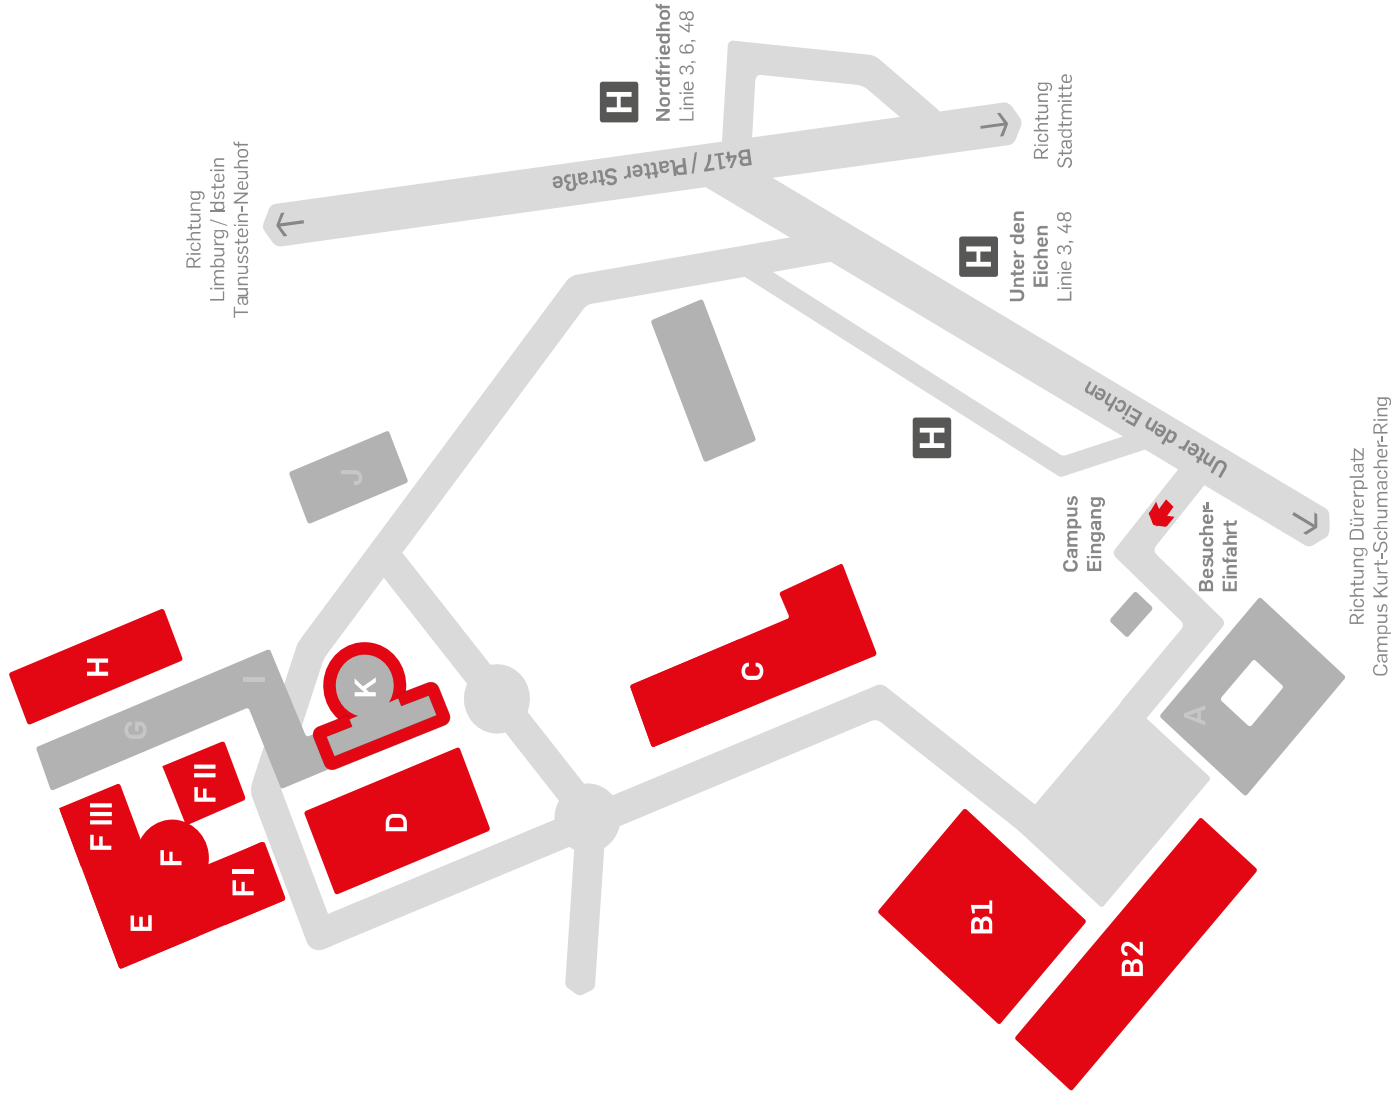 H
Nordfriedhof
Linie 3, 6, 48
Richtung
Limburg / Idstein
Taunusstein-Neuhof
B417 / Platter Straße
Richtung
Stadtmitte
H
Unter den
Eichen
Linie 3, 48
H
Unter den Eichen
Campus
Eingang
Besucher-
Einfahrt
Richtung Dürerplatz
Campus Kurt-Schumacher-Ring
J
H
G
I
K
F III
F II
F
F I
E
D
C
A
B1
B2